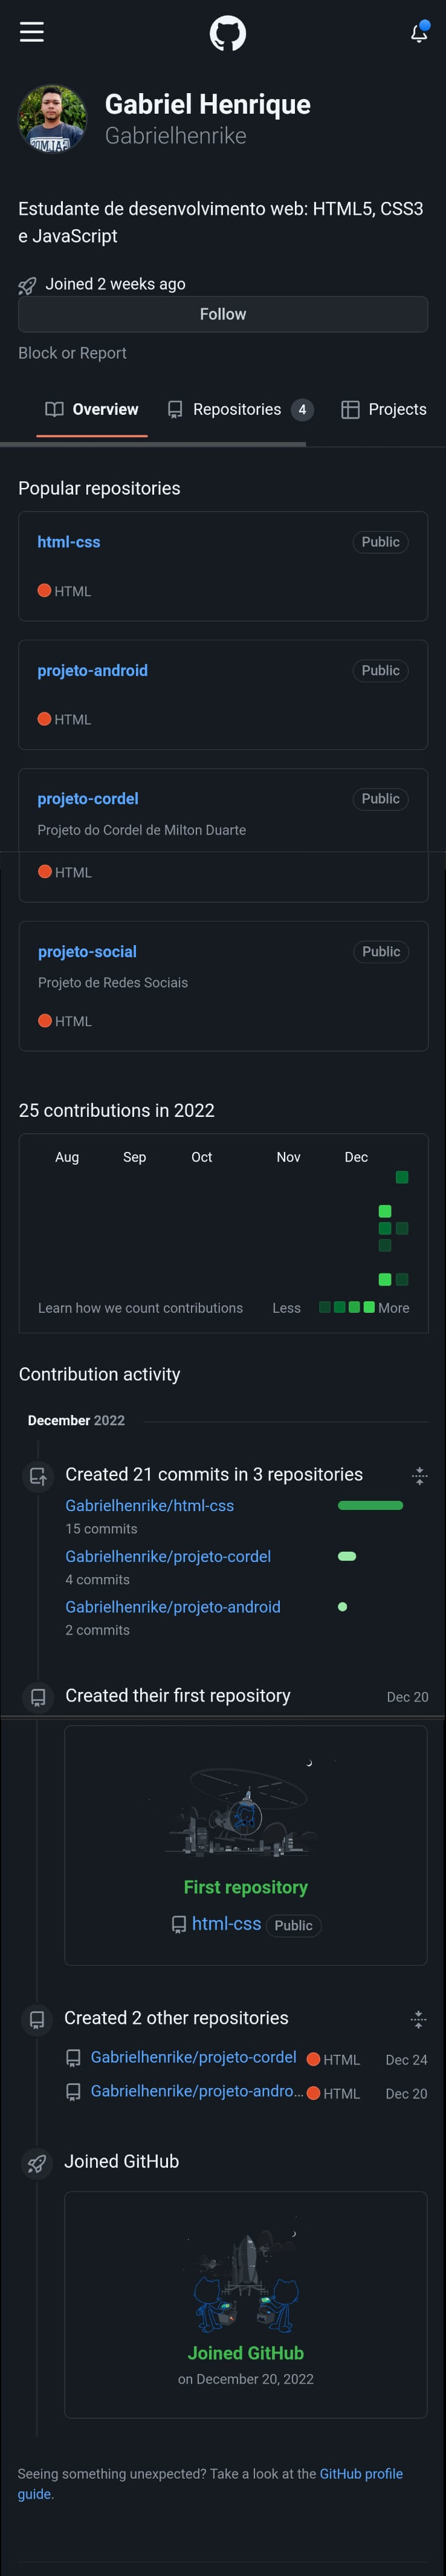 Gabriel Henrique
Gabrielhenrike
Estudante de desenvolvimento web: HTML5, CSS3
e JavaScript
Joined 2 weeks ago
Follow
Block or Report
Overview Repositories 4 Projects
Popular repositories
html-css Public
HTML
projeto-android Public
HTML
projeto-cordel Public
Projeto do Cordel de Milton Duarte
HTML
projeto-social Public
Projeto de Redes Sociais
HTML
25 contributions in 2022
Aug Sep Oct Nov Dec
Learn how we count contributions Less More
Contribution activity
December 2022
Created 21 commits in 3 repositories
Gabrielhenrike/html-css
15 commits
Gabrielhenrike/projeto-cordel
4 commits
Gabrielhenrike/projeto-android
2 commits
Created their first repository Dec 20
First repository
html-css Public
Created 2 other repositories
Gabrielhenrike/projeto-cordel HTML Dec 24
Gabrielhenrike/projeto-andro... HTML Dec 20
Joined GitHub
Joined GitHub
on December 20, 2022
Seeing something unexpected? Take a look at the GitHub profile
guide.